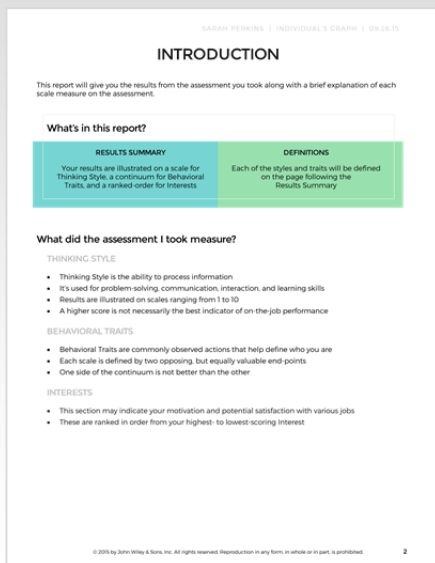 SARAH PERKINS | INDIVIDUAL'S GRAPH | 09.26.15
INTRODUCTION
This report will give you the results from the assessment you took along with a brief explanation of each
scale measure on the assessment.
What's in this report?
RESULTS SUMMARY
Your results are illustrated on a scale for
Thinking Style, a continuum for Behavioral
Traits, and a ranked-order for Interests
DEFINITIONS
Each of the styles and traits will be defined
on the page following the
Results Summary
What did the assessment I took measure?
THINKING STYLE
• Thinking Style is the ability to process information
• It's used for problem-solving, communication, interaction, and learning skills
• Results are illustrated on scales ranging from 1 to 10
• A higher score is not necessarily the best indicator of on-the-job performance
BEHAVIORAL TRAITS
• Behavioral Traits are commonly observed actions that help define who you are
• Each scale is defined by two opposing, but equally valuable end-points
• One side of the continuum is not better than the other
INTERESTS
• This section may indicate your motivation and potential satisfaction with various jobs
• These are ranked in order from your highest- to lowest-scoring Interest
© 2015 by John Wiley & Sons, Inc. All rights reserved. Reproduction in any form, in whole or in part, is prohibited.
2